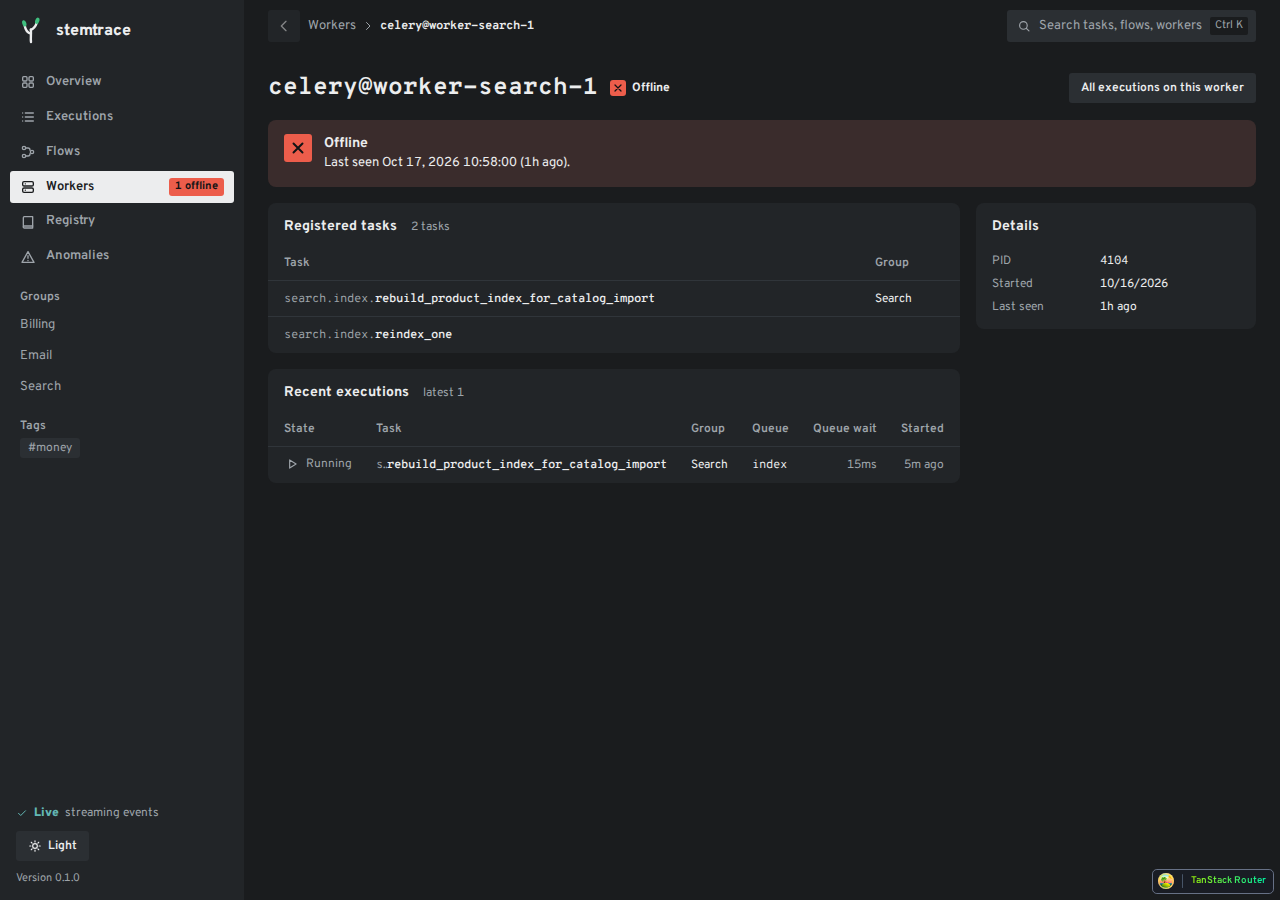 stemtrace
Overview
Executions
Flows
Workers 1 offline
Registry
Anomalies
Groups
Billing
Email
Search
Tags
#money
Live streaming events
Light
Version 0.1.0
Workers celery@worker-search-1
Search tasks, flows, workers Ctrl K
celery@worker-search-1 Offline
All executions on this worker
Offline
Last seen Oct 17, 2026 10:58:00 (1h ago).
Registered tasks 2 tasks
Task Group
search.index.rebuild_product_index_for_catalog_import Search
search.index.reindex_one
Recent executions latest 1
State Task Group Queue Queue wait Started
Running s…rebuild_product_index_for_catalog_import Search index 15ms 5m ago
Details
PID 4104
Started 10/16/2026
Last seen 1h ago
TanStack Router